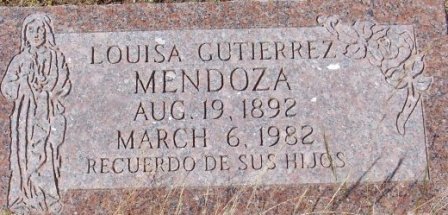 LOUISA GUTIERREZ
MENDOZA
AUG. 19, 1892
MARCH 6, 1982
RECUERDO DE SUS HIJOS